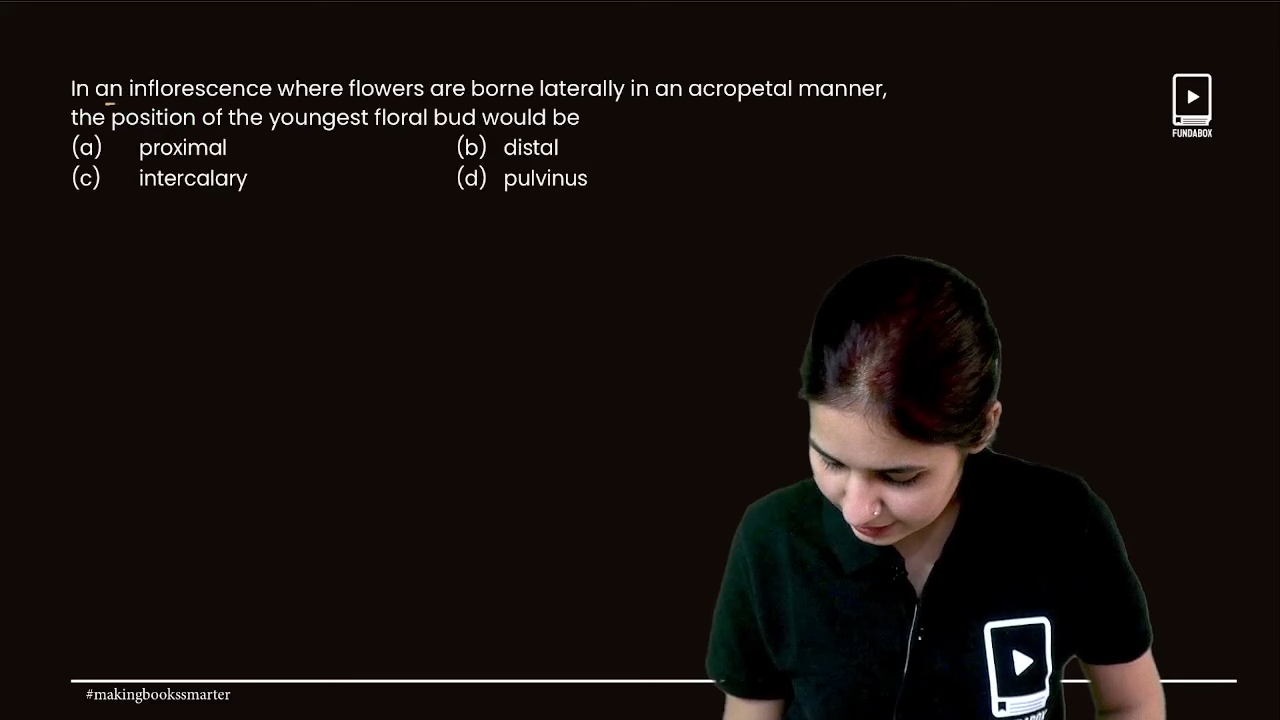 In an inflorescence where flowers are borne laterally in an acropetal manner,
the position of the youngest floral bud would be
(a) proximal (b) distal
(c) intercalary (d) pulvinus
FUNDABOX
#makingbookssmarter
FUNDABOX